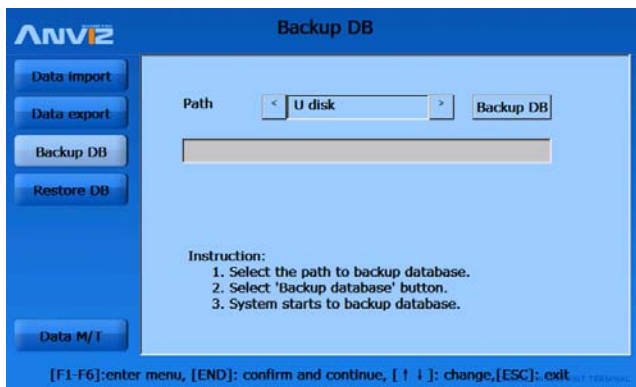 ANVIZ
Backup DB
Data import
Data export
Backup DB
Restore DB
Data M/T
Path
< U disk >
Backup DB
Instruction:
1. Select the path to backup database.
2. Select 'Backup database' button.
3. System starts to backup database.
[F1-F6]:enter menu, [END]: confirm and continue, [ ↑ ↓ ]: change,[ESC]: exit